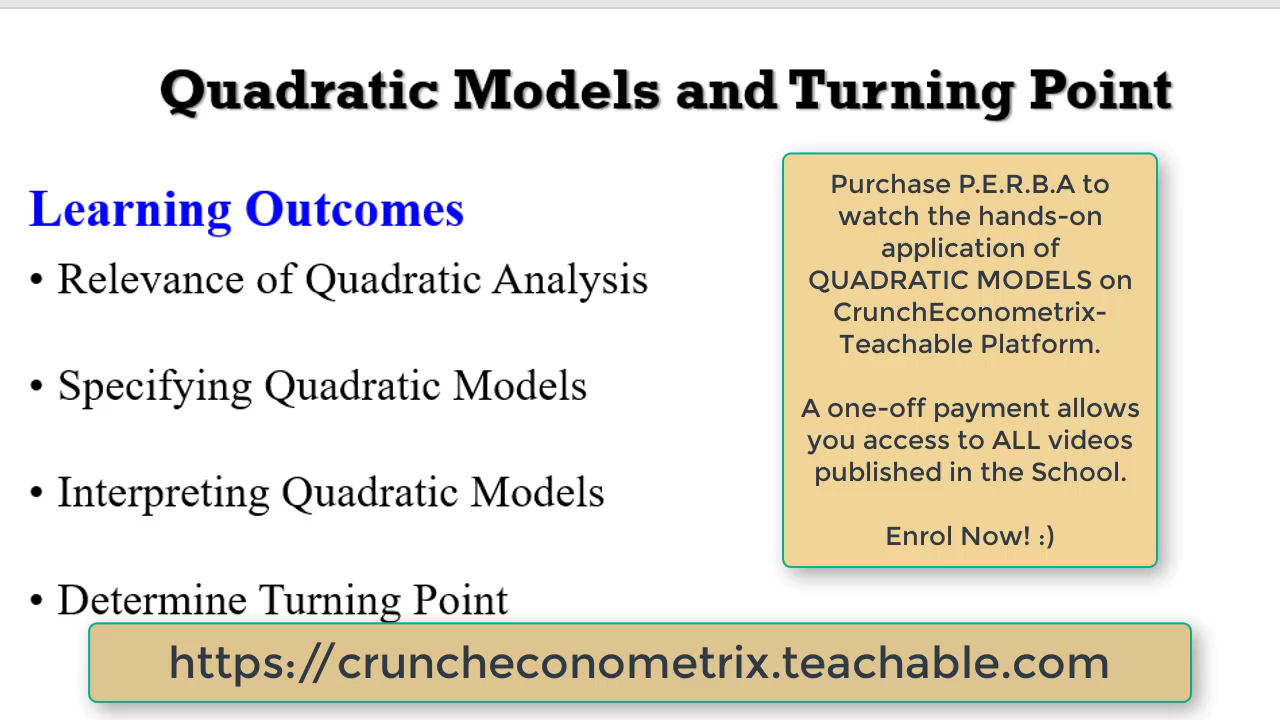 Quadratic Models and Turning Point
Learning Outcomes
• Relevance of Quadratic Analysis
• Specifying Quadratic Models
• Interpreting Quadratic Models
• Determine Turning Point
Purchase P.E.R.B.A to
watch the hands-on
application of
QUADRATIC MODELS on
CrunchEconometrix-
Teachable Platform.
A one-off payment allows
you access to ALL videos
published in the School.
Enrol Now! :)
https://cruncheconometrix.teachable.com